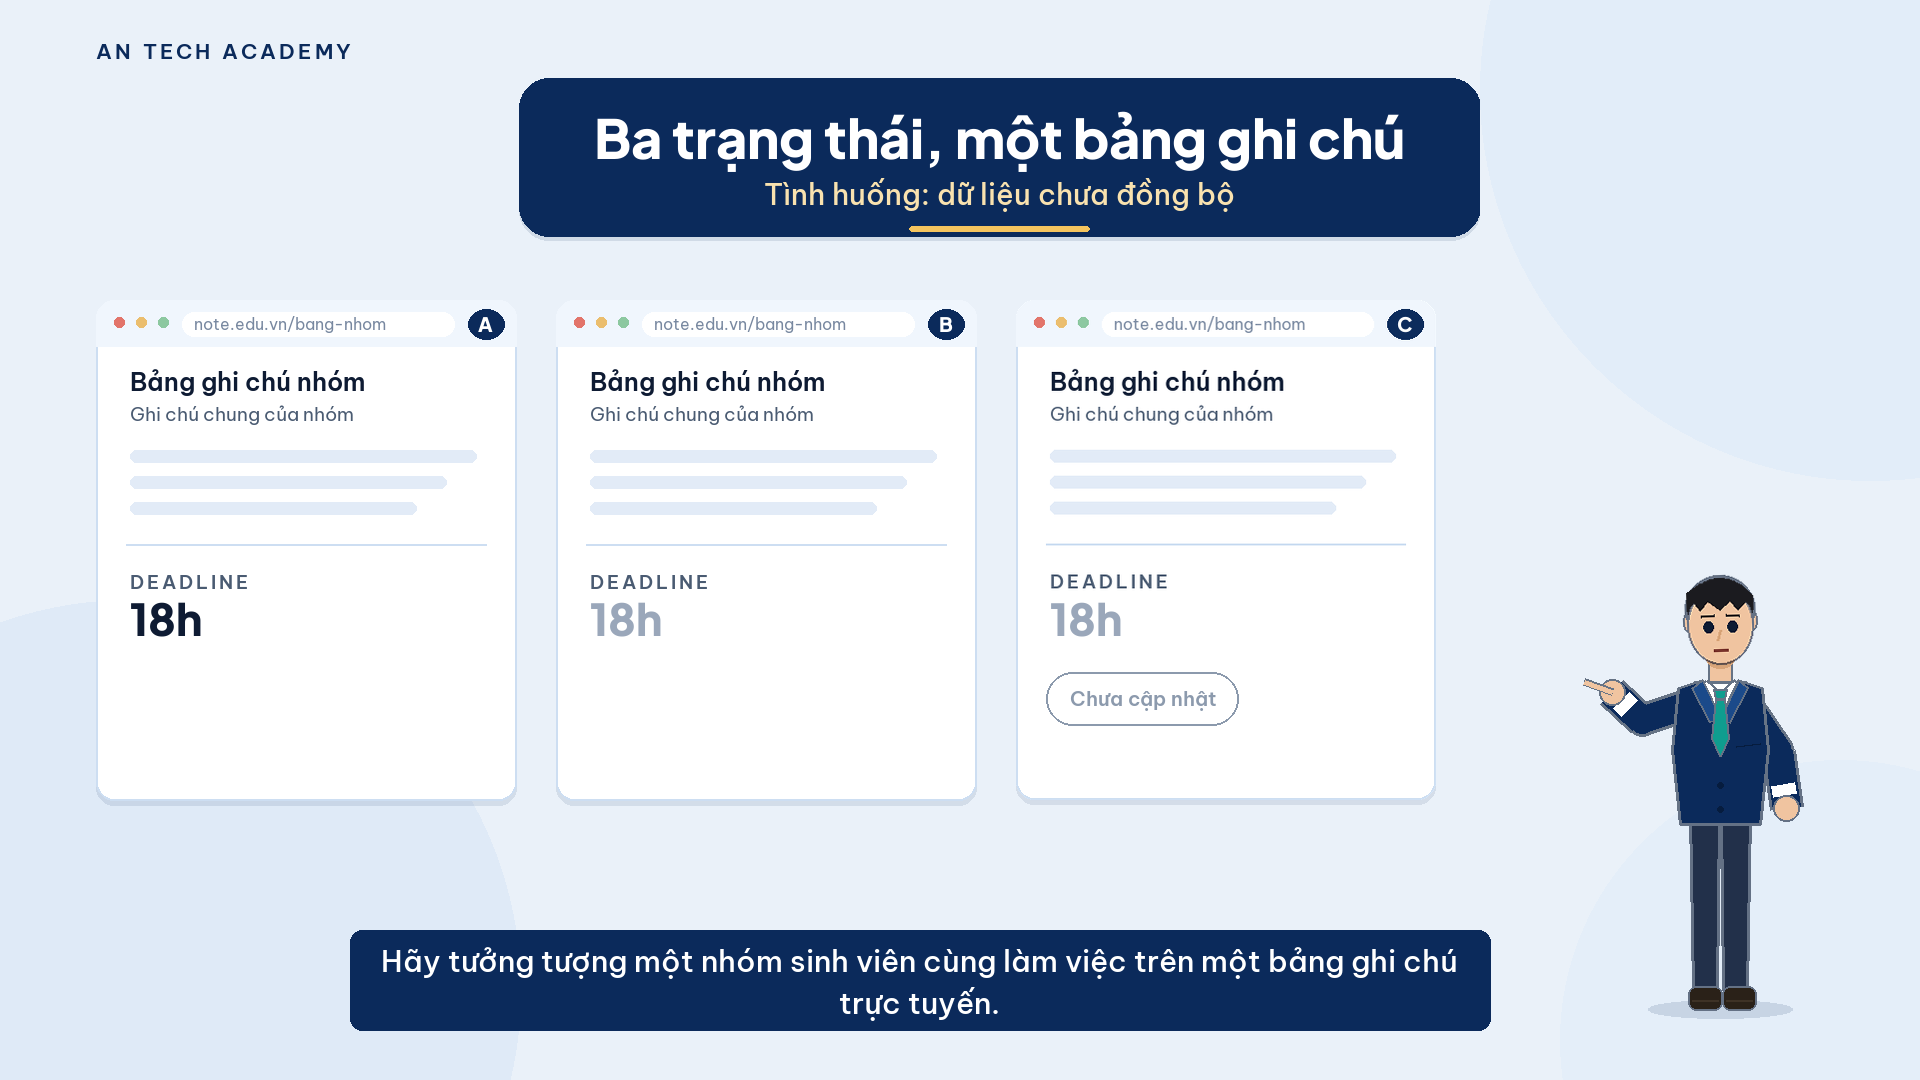 AN TECH ACADEMY
Ba trạng thái, một bảng ghi chú
Tình huống: dữ liệu chưa đồng bộ
note.edu.vn/bang-nhom
A
Bảng ghi chú nhóm
Ghi chú chung của nhóm
DEADLINE
18h
note.edu.vn/bang-nhom
B
Bảng ghi chú nhóm
Ghi chú chung của nhóm
DEADLINE
18h
note.edu.vn/bang-nhom
C
Bảng ghi chú nhóm
Ghi chú chung của nhóm
DEADLINE
18h
Chưa cập nhật
Hãy tưởng tượng một nhóm sinh viên cùng làm việc trên một bảng ghi chú
trực tuyến.